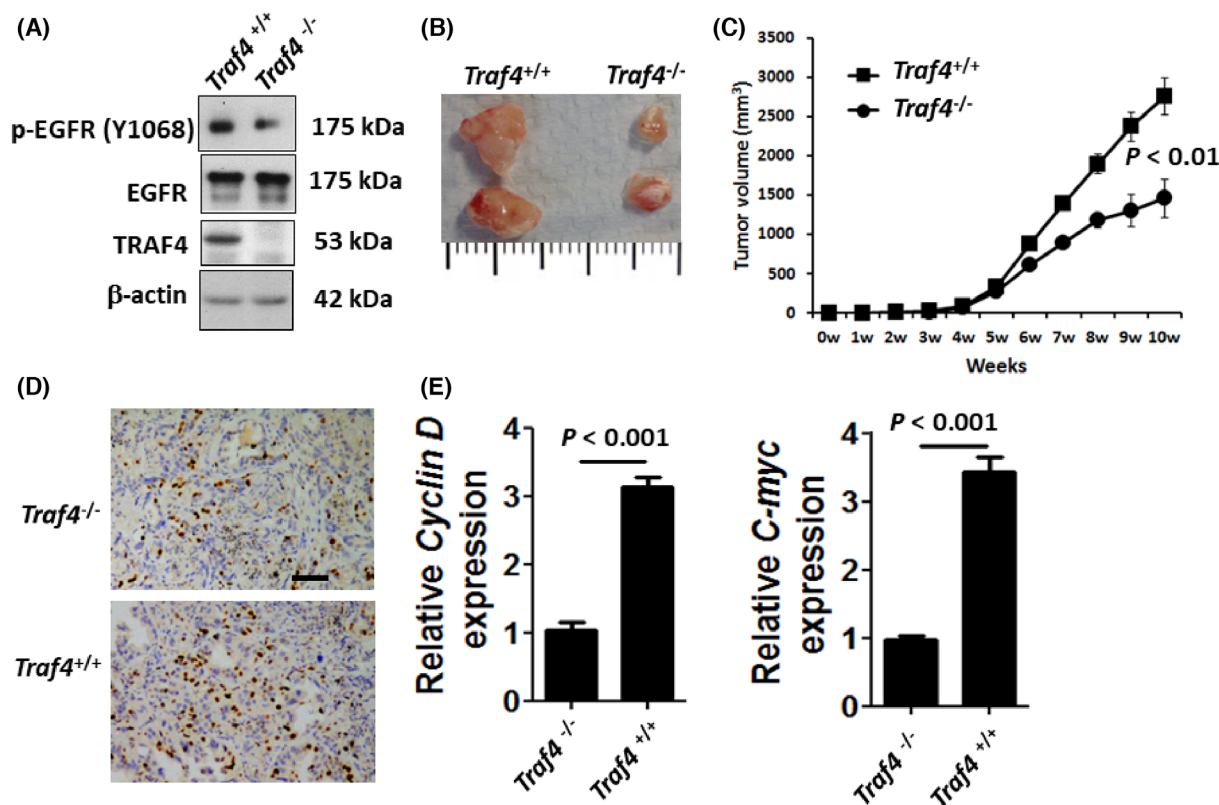 (A)
Traf4 +/+
Traf4 -/-
p-EGFR (Y1068)
175 kDa
EGFR
175 kDa
TRAF4
53 kDa
β-actin
42 kDa
(B)
Traf4+/+
Traf4-/-
(C)
Tumor volume (mm3)
3500
3000
2500
2000
1500
1000
500
0
Traf4+/+
Traf4-/-
P < 0.01
0w 1w 2w 3w 4w 5w 6w 7w 8w 9w 10w
Weeks
(D)
Traf4-/-
Traf4+/+
(E)
Relative Cyclin D
expression
4
3
2
1
0
P < 0.001
Traf4 -/-
Traf4 +/+
Relative C-myc
expression
4
3
2
1
0
P < 0.001
Traf4 -/-
Traf4 +/+